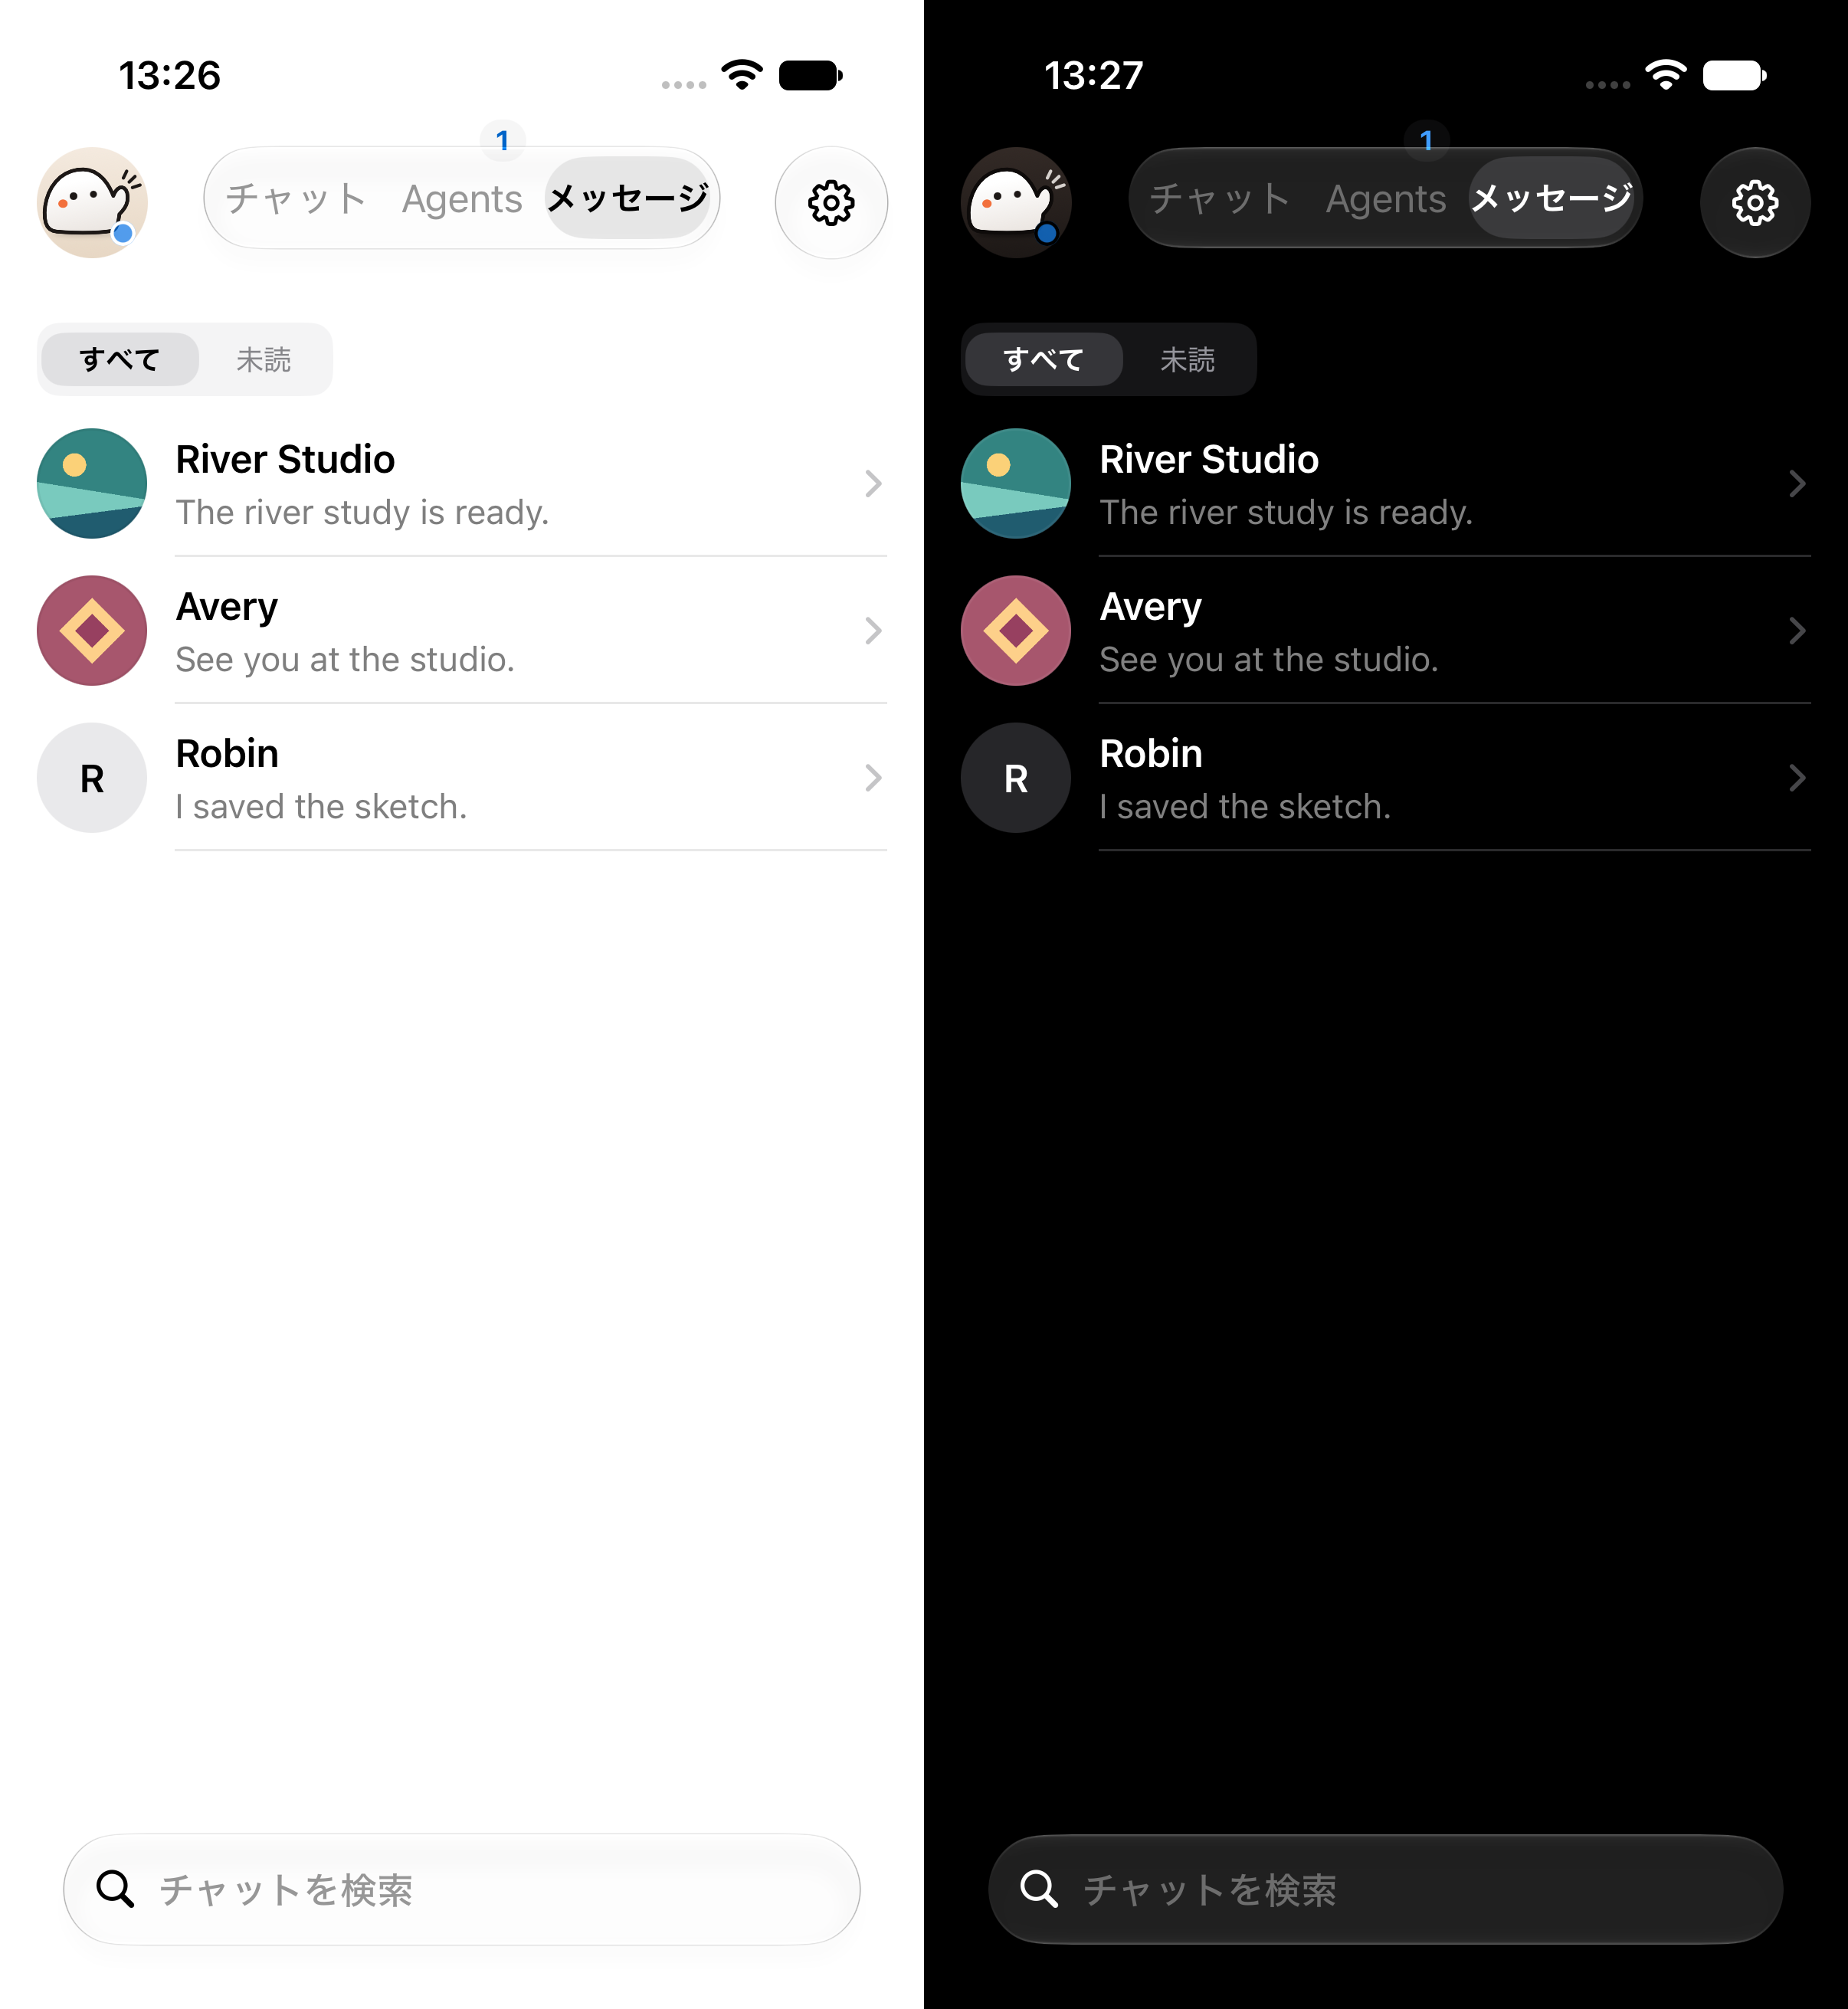 13:26
1
チャット Agents メッセージ
すべて 未読
River Studio
The river study is ready.
Avery
See you at the studio.
R
Robin
I saved the sketch.
チャットを検索
13:27
1
チャット Agents メッセージ
すべて 未読
River Studio
The river study is ready.
Avery
See you at the studio.
R
Robin
I saved the sketch.
チャットを検索